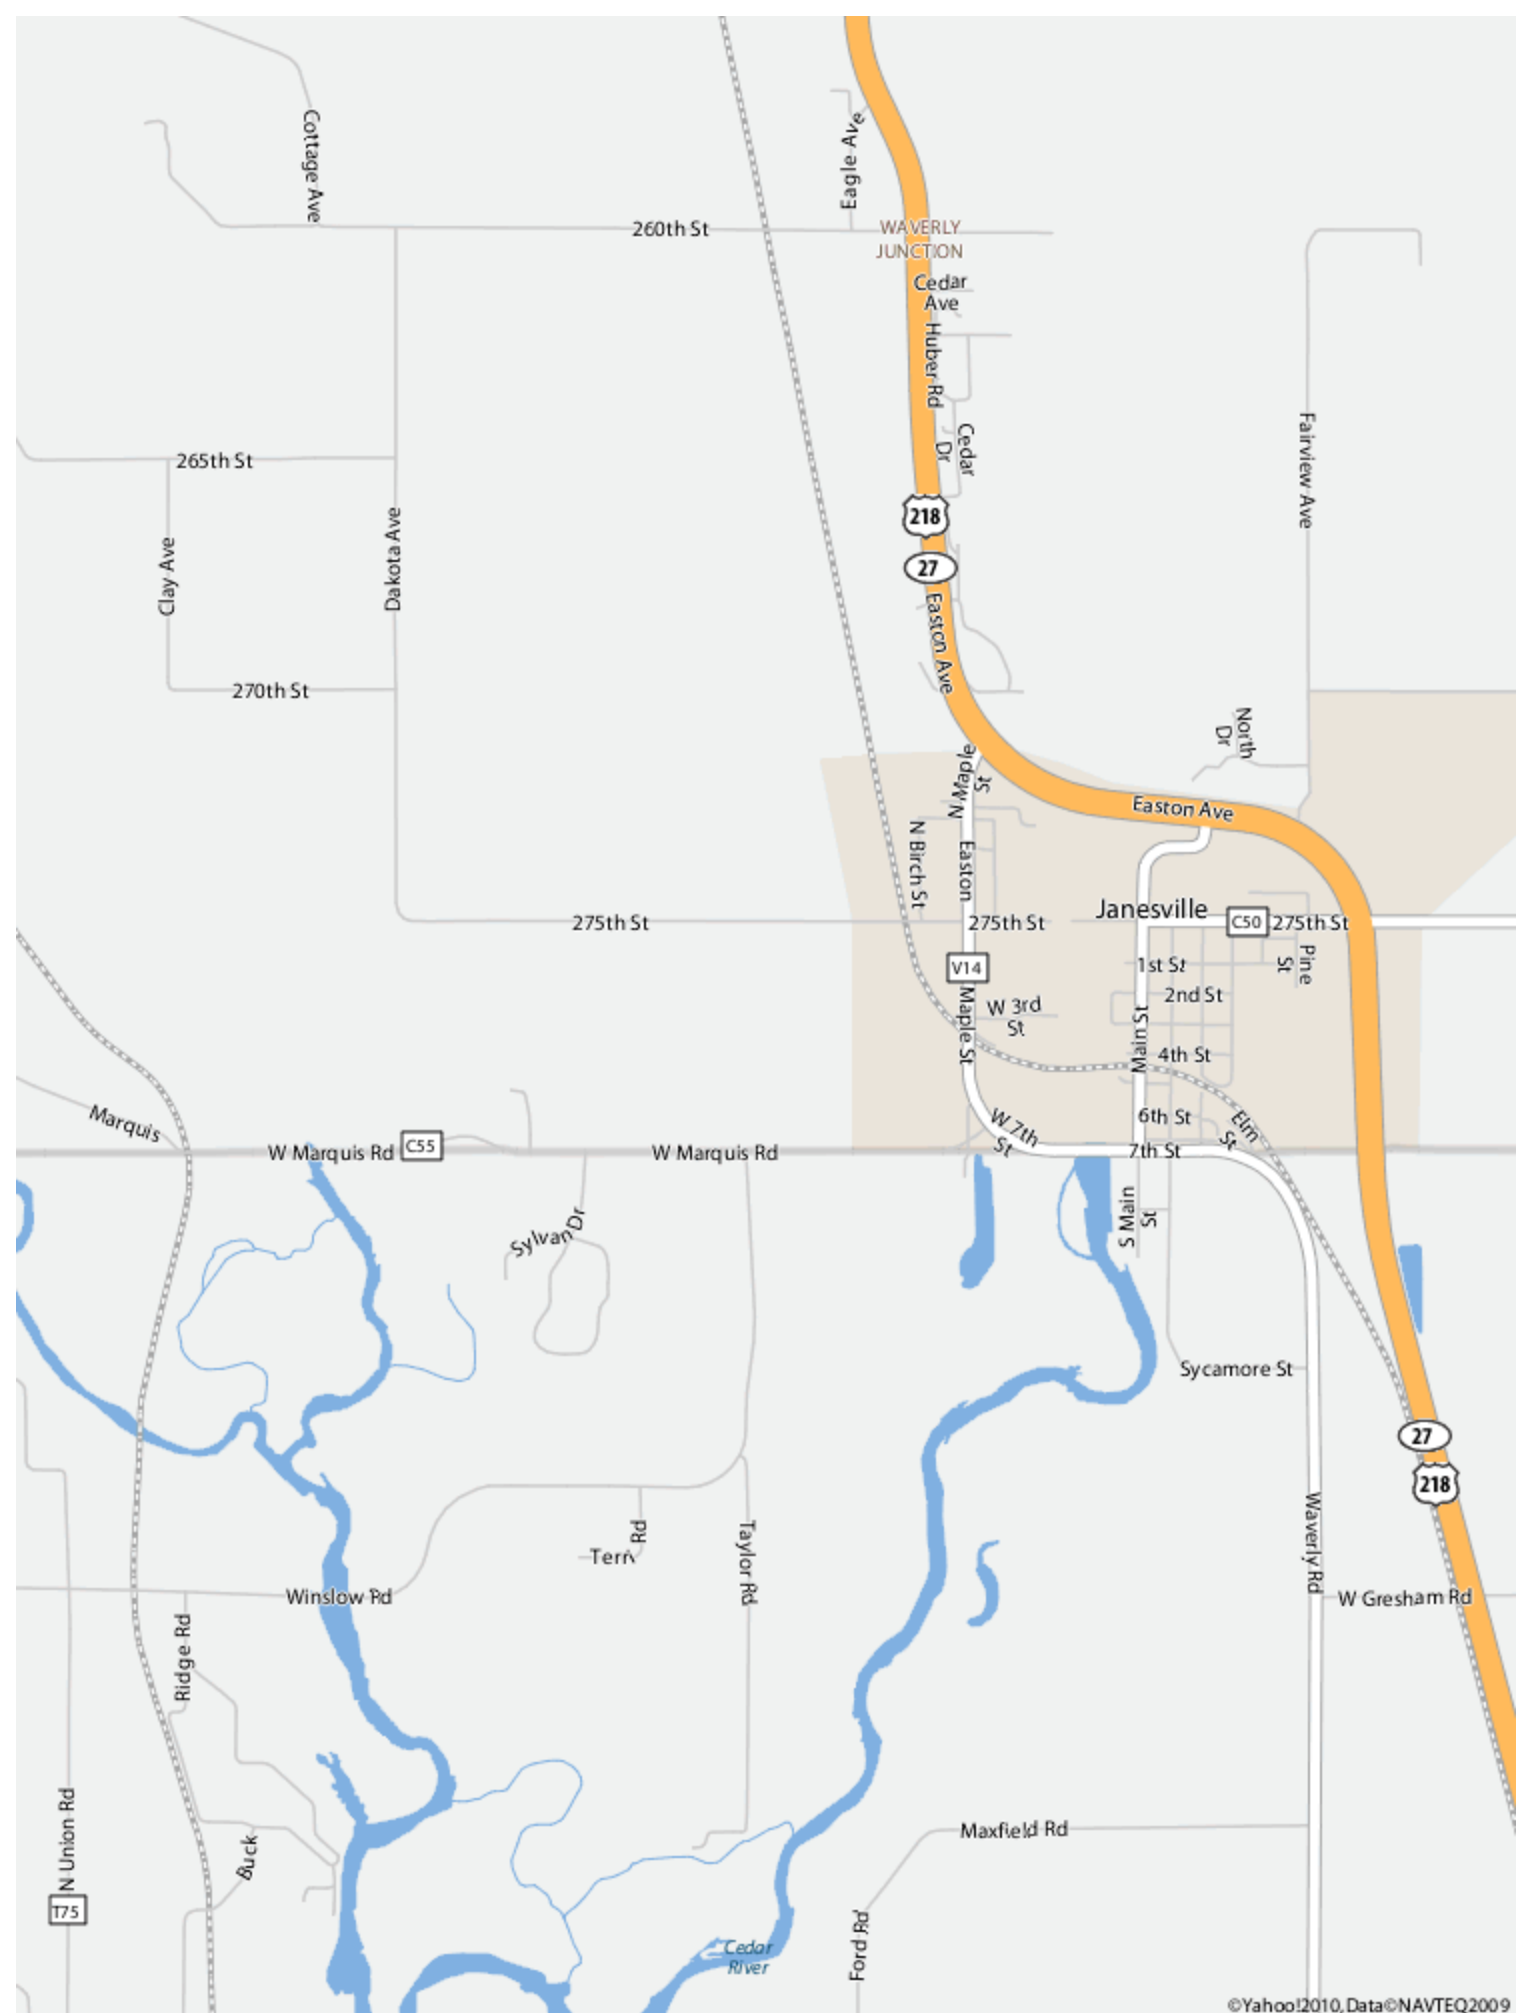 Cottage Ave
Eagle Ave
260th St
WAVERLY
JUNCTION
Cedar
Ave
Huber Rd
Cedar
Dr
Fairview Ave
265th St
218
27
Clay Ave
Dakota Ave
Easton Ave
270th St
North
Dr
N Maple
St
Easton Ave
N Birch St
Easton
Janesville
275th St
275th St
C50
275th St
V14
1st St
Pine
St
2nd St
W 3rd
St
Maple St
Main St
4th St
Marquis
6th St
Elm
St
W 7th
St
W Marquis Rd
C55
W Marquis Rd
7th St
S Main
St
Sylvan Dr
Sycamore St
27
218
Terri Rd
Taylor Rd
Waverly Rd
Winslow Rd
W Gresham Rd
Ridge Rd
N Union Rd
Maxfield Rd
Buck
T75
Ford Rd
Cedar
River
©Yahoo!2010, Data©NAVTEQ2009